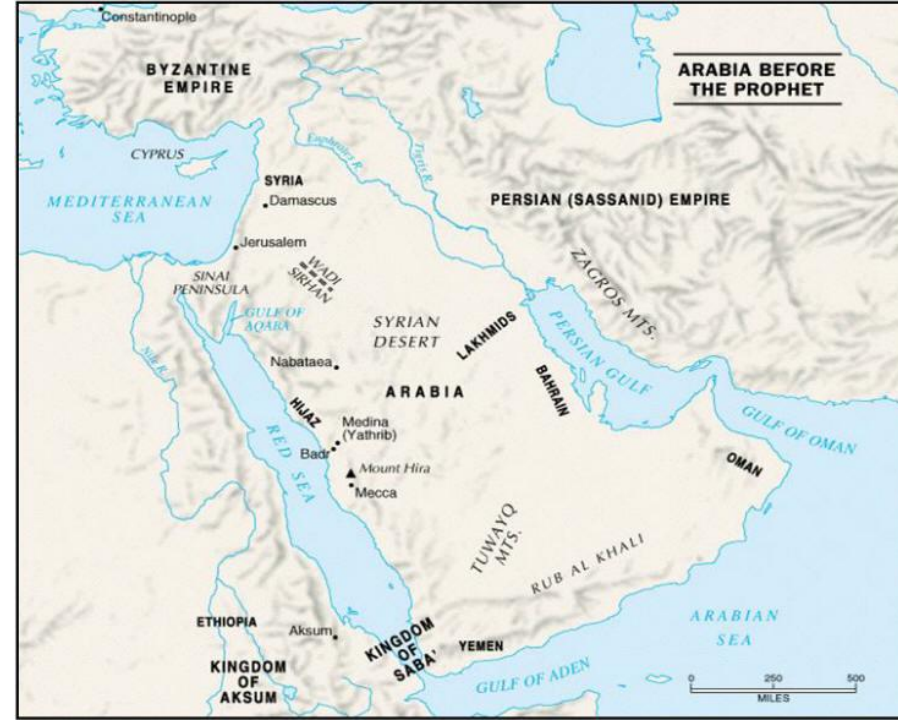 Constantinople
BYZANTINE
EMPIRE
ARABIA BEFORE
THE PROPHET
CYPRUS
Euphrates R.
Tigris R.
MEDITERRANEAN
SEA
SYRIA
Damascus
PERSIAN (SASSANID) EMPIRE
Jerusalem
SINAI
PENINSULA
WADI
SIRHAN
ZAGROS MTS.
GULF OF
AQABA
SYRIAN
DESERT
LAKHMIDS
PERSIAN GULF
Nile R.
Nabataea
ARABIA
BAHRAIN
GULF OF OMAN
HIJAZ
RED SEA
Medina
(Yathrib)
Badr
Mount Hira
Mecca
OMAN
TUWAYQ
MTS.
RUB AL KHALI
ETHIOPIA
Aksum
KINGDOM
OF
SABA'
YEMEN
ARABIAN
SEA
KINGDOM
OF
AKSUM
GULF OF ADEN
0 250 500
MILES